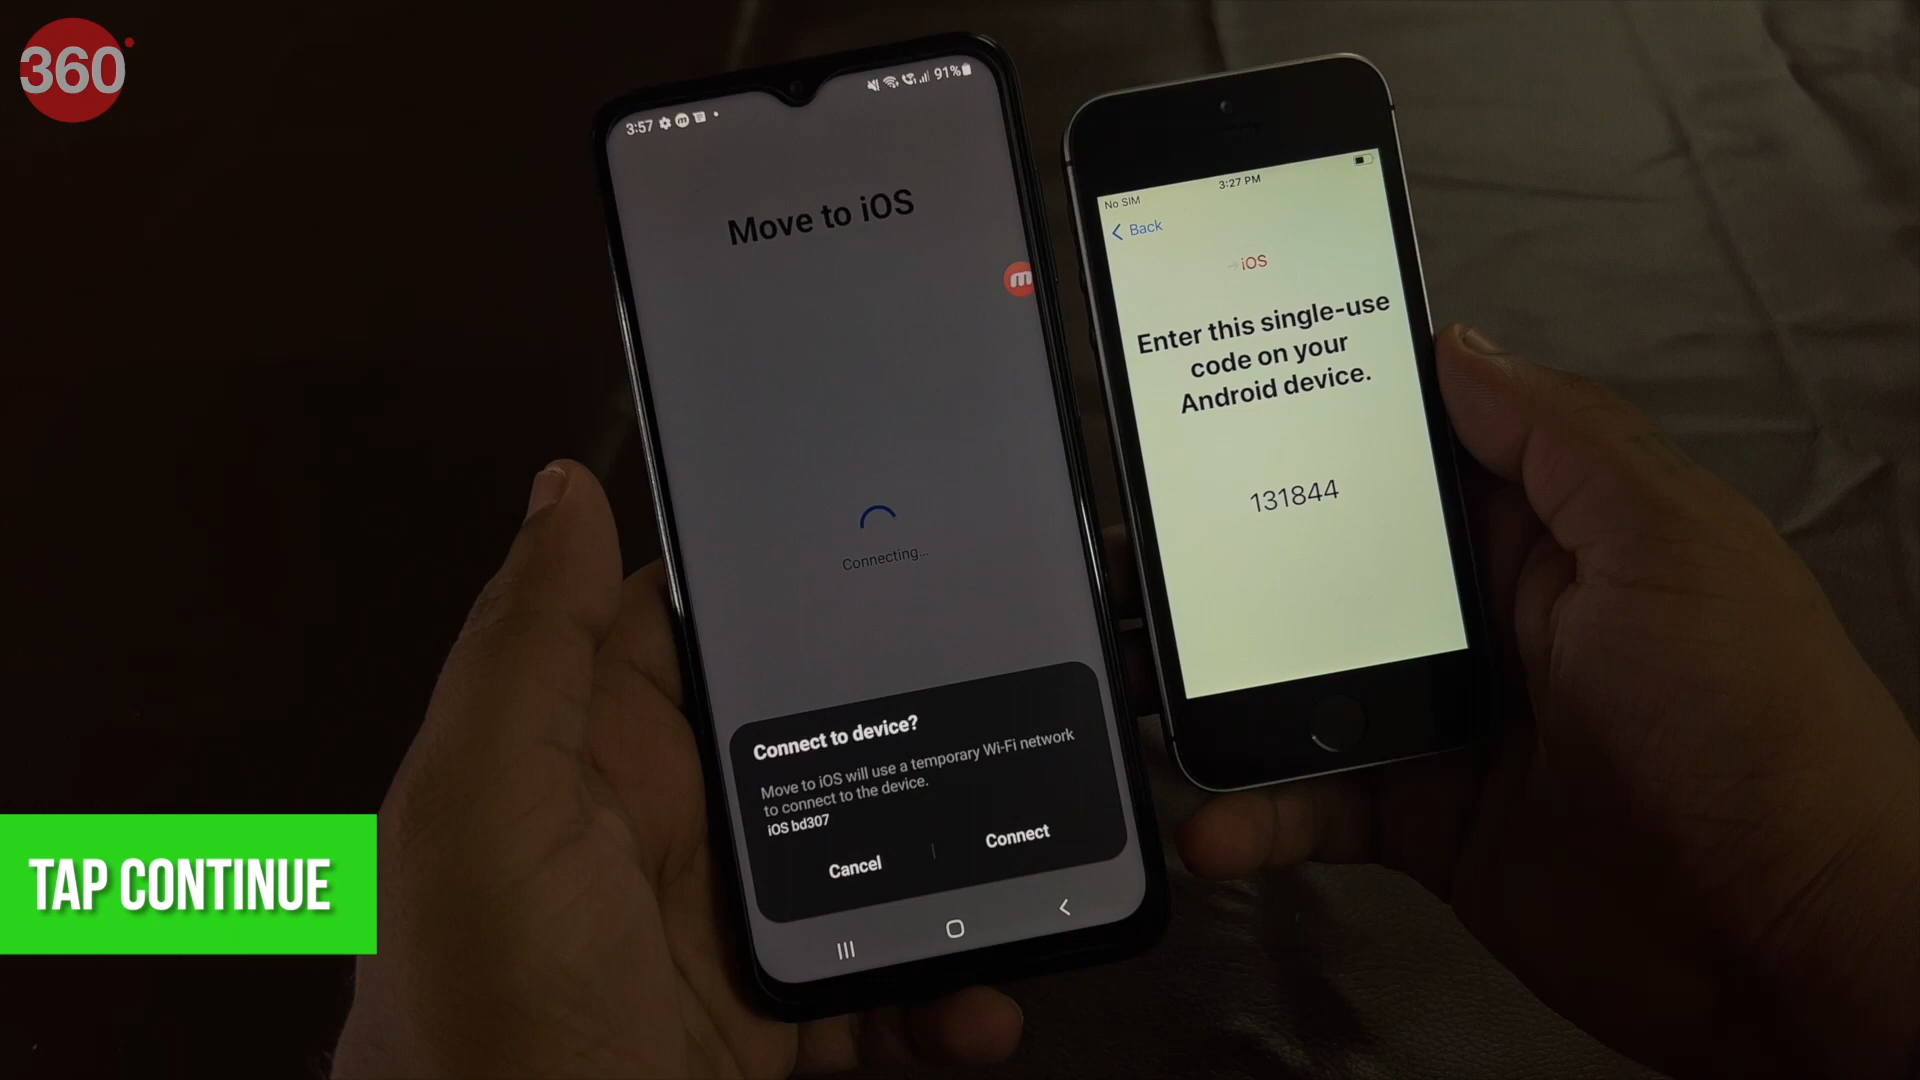 360
3:57
91%
Move to iOS
m
Connecting...
Connect to device?
Move to iOS will use a temporary Wi-Fi network
to connect to the device.
iOS bd307
Cancel
Connect
No SIM
3:27 PM
Back
iOS
Enter this single-use
code on your
Android device.
131844
TAP CONTINUE